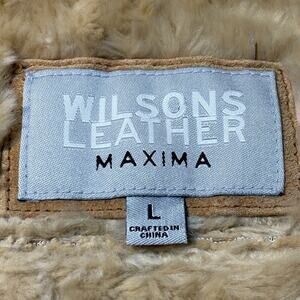 WILSONS
LEATHER
MAXIMA
L
CRAFTED IN
CHINA